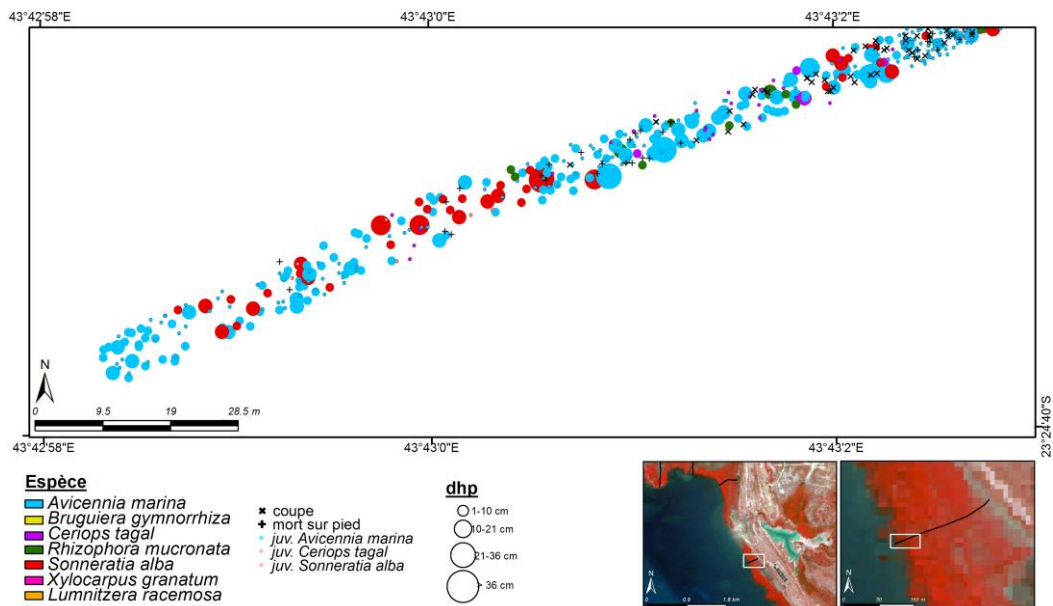 43°42'58"E 43°43'0"E 43°43'2"E
N
0 9.5 19 28.5 m
23°24'40"S
43°42'58"E 43°43'0"E 43°43'2"E
Espèce
Avicennia marina
Bruguiera gymnorrhiza
Ceriops tagal
Rhizophora mucronata
Sonneratia alba
Xylocarpus granatum
Lumnitzera racemosa
coupe
mort sur pied
juv. Avicennia marina
juv. Ceriops tagal
juv. Sonneratia alba
dhp
1-10 cm
10-21 cm
21-36 cm
36 cm
N
N